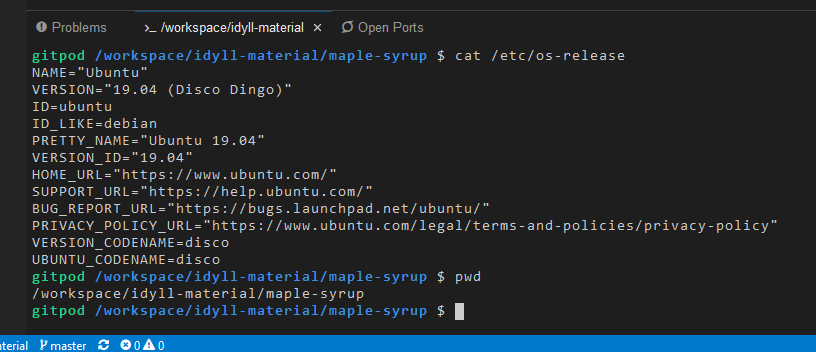 Problems >_ /workspace/idyll-material × Open Ports
gitpod /workspace/idyll-material/maple-syrup $ cat /etc/os-release
NAME="Ubuntu"
VERSION="19.04 (Disco Dingo)"
ID=ubuntu
ID_LIKE=debian
PRETTY_NAME="Ubuntu 19.04"
VERSION_ID="19.04"
HOME_URL="https://www.ubuntu.com/"
SUPPORT_URL="https://help.ubuntu.com/"
BUG_REPORT_URL="https://bugs.launchpad.net/ubuntu/"
PRIVACY_POLICY_URL="https://www.ubuntu.com/legal/terms-and-policies/privacy-policy"
VERSION_CODENAME=disco
UBUNTU_CODENAME=disco
gitpod /workspace/idyll-material/maple-syrup $ pwd
/workspace/idyll-material/maple-syrup
gitpod /workspace/idyll-material/maple-syrup $
terial master 0 0